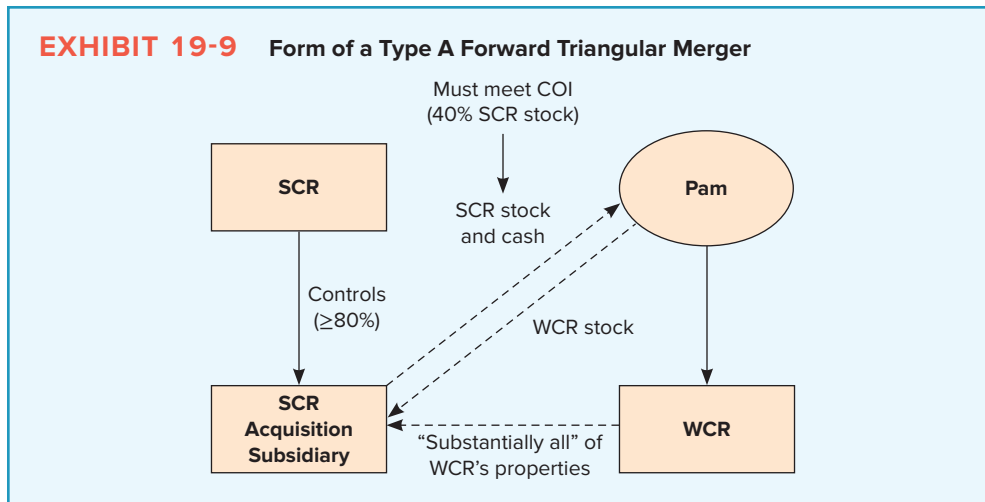 EXHIBIT 19-9 Form of a Type A Forward Triangular Merger
Must meet COI
(40% SCR stock)
SCR
Pam
SCR stock
and cash
Controls
(≥80%)
WCR stock
SCR
Acquisition
Subsidiary
WCR
“Substantially all” of
WCR’s properties